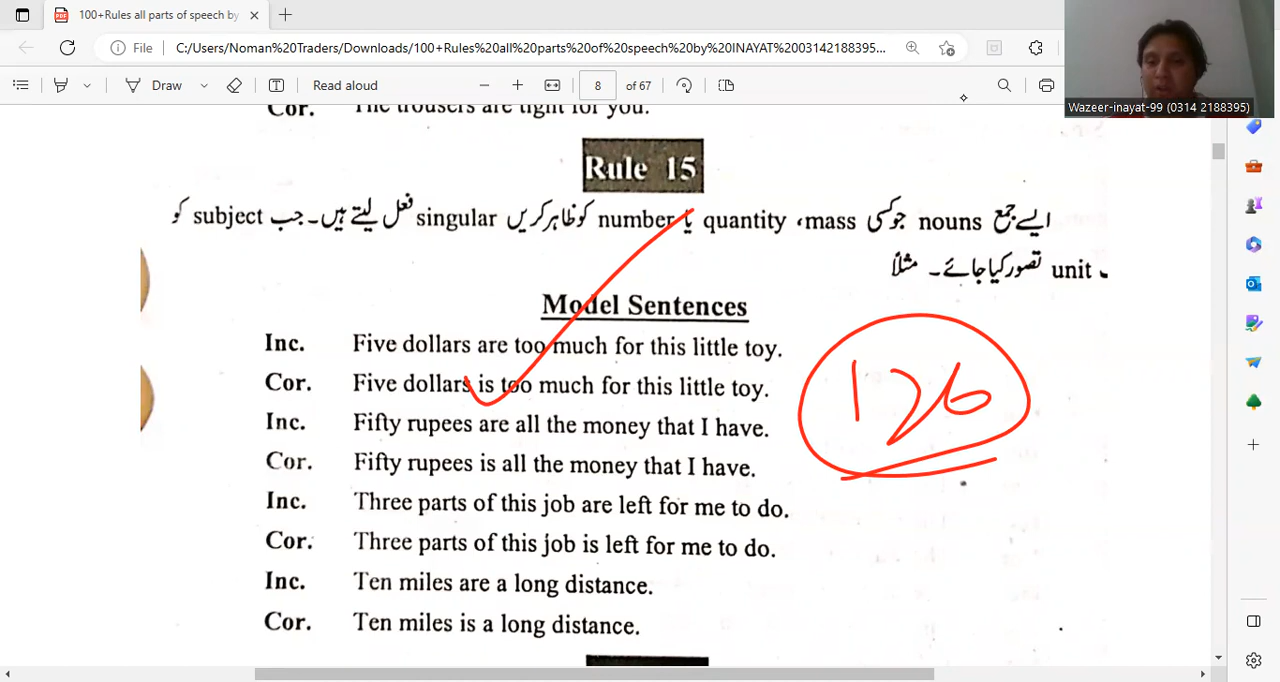 100+Rules all parts of speech by
File C:/Users/Noman%20Traders/Downloads/100+Rules%20all%20parts%20of%20speech%20by%20INAYAT%2003142188395...
Draw Read aloud 8 of 67
Wazeer-inayat-99 (0314 2188395)
Cor. The trousers are tight for you.
Rule 15
ایسے جمع nouns جو کسی mass، quantity یا number کو ظاہر کریں singular فعل لیتے ہیں۔ جب subject کو
unit تصور کیا جائے۔ مثلاً
Model Sentences
Inc. Five dollars are too much for this little toy.
Cor. Five dollars is too much for this little toy.
Inc. Fifty rupees are all the money that I have.
Cor. Fifty rupees is all the money that I have.
Inc. Three parts of this job are left for me to do.
Cor. Three parts of this job is left for me to do.
Inc. Ten miles are a long distance.
Cor. Ten miles is a long distance.
126